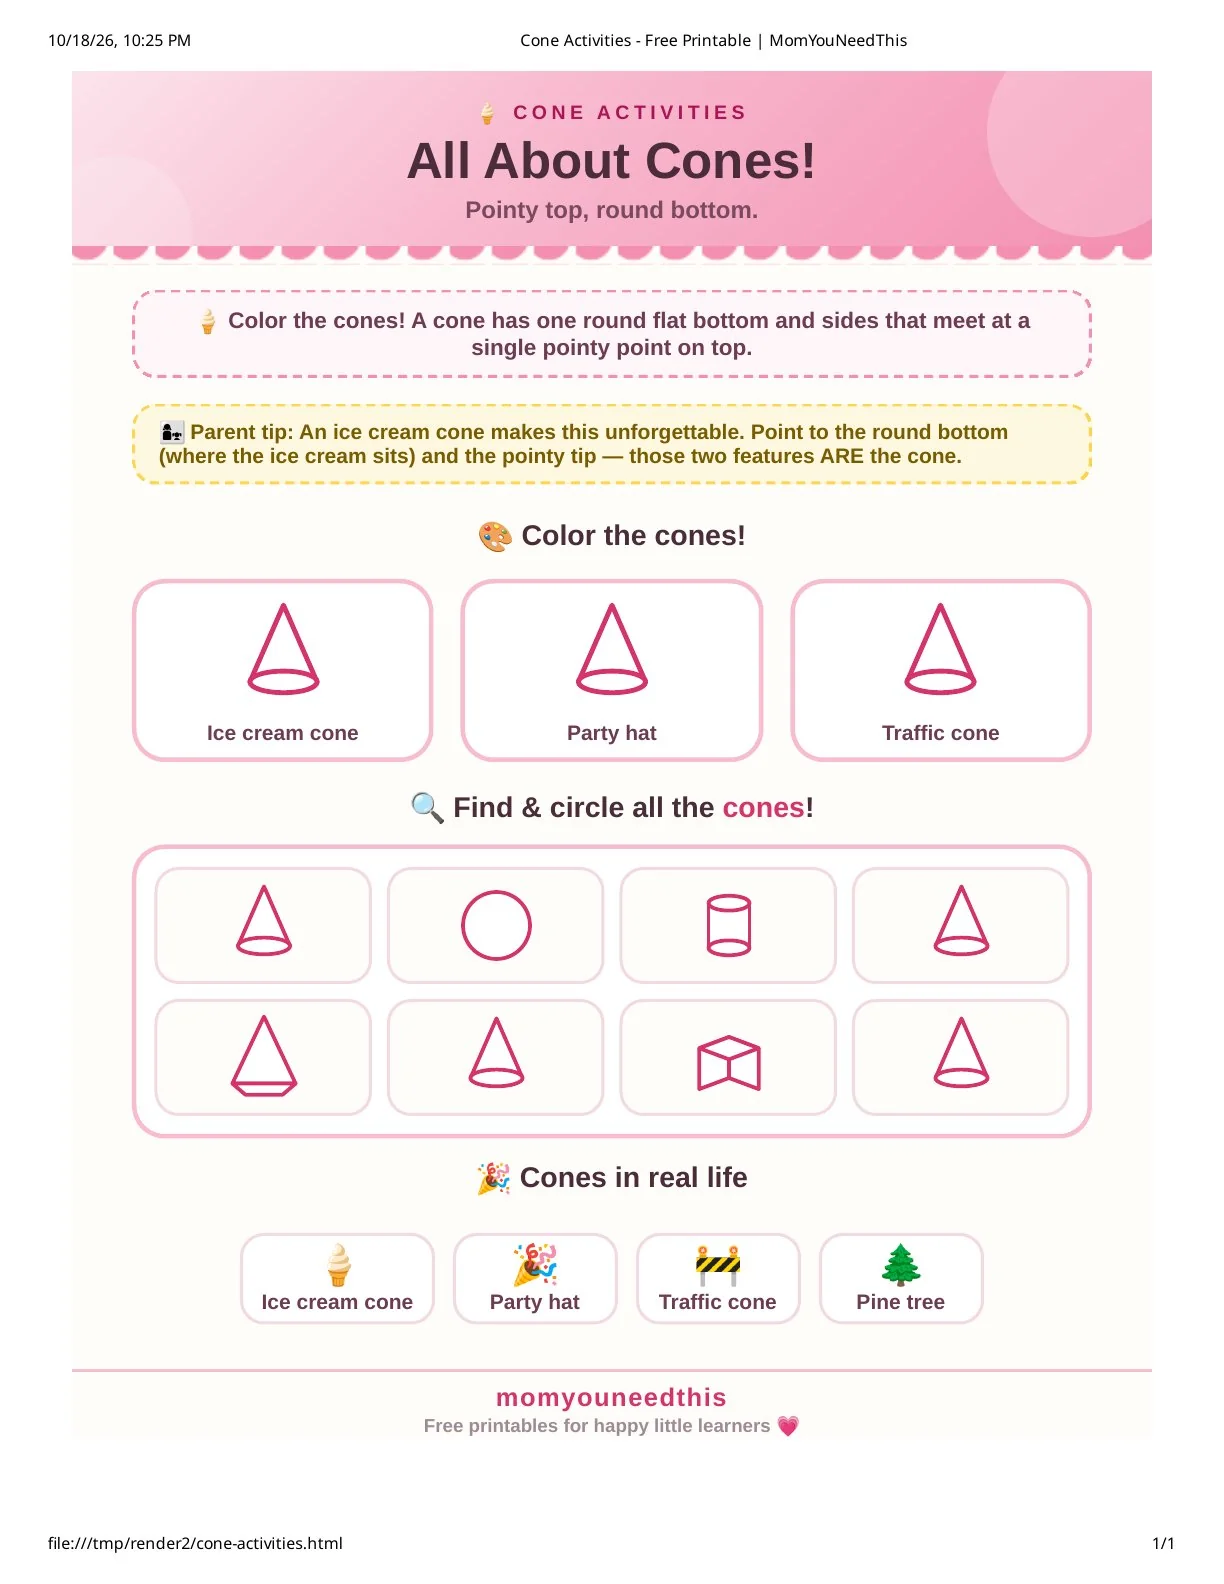 10/18/26, 10:25 PM
Cone Activities - Free Printable | MomYouNeedThis
🍦 CONE ACTIVITIES
All About Cones!
Pointy top, round bottom.
🍦 Color the cones! A cone has one round flat bottom and sides that meet at a
single pointy point on top.
Parent tip: An ice cream cone makes this unforgettable. Point to the round bottom
(where the ice cream sits) and the pointy tip — those two features ARE the cone.
🎨 Color the cones!
Ice cream cone
Party hat
Traffic cone
🔍 Find & circle all the cones!
🎉 Cones in real life
Ice cream cone
Party hat
Traffic cone
Pine tree
momyouneedthis
Free printables for happy little learners 💗
file:///tmp/render2/cone-activities.html
1/1